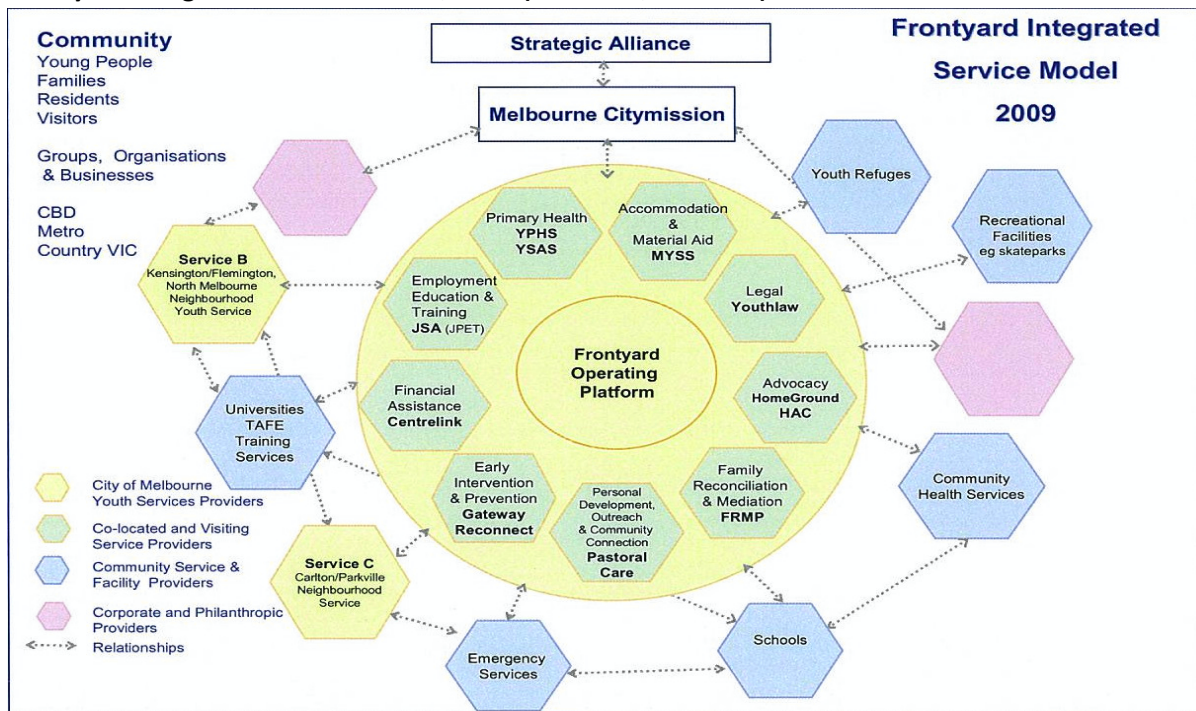 Community
Young People
Families
Residents
Visitors
Groups, Organisations
& Businesses
CBD
Metro
Country VIC
Strategic Alliance
Melbourne Citymission
Frontyard Integrated
Service Model
2009
Youth Refuges
Recreational
Facilities
eg skateparks
Primary Health
YPHS
YSAS
Accommodation
&
Material Aid
MYSS
Service B
Kensington/Flemington,
North Melbourne
Neighbourhood
Youth Service
Employment
Education &
Training
JSA (JPET)
Legal
Youthlaw
Frontyard
Operating
Platform
Financial
Assistance
Centrelink
Advocacy
HomeGround
HAC
Universities
TAFE
Training
Services
Early
Intervention
& Prevention
Gateway
Reconnect
Personal
Development,
Outreach
& Community
Connection
Pastoral
Care
Family
Reconciliation
& Mediation
FRMP
Community
Health Services
City of Melbourne
Youth Services Providers
Co-located and Visiting
Service Providers
Community Service &
Facility Providers
Corporate and Philanthropic
Providers
Relationships
Service C
Carlton/Parkville
Neighbourhood
Service
Emergency
Services
Schools